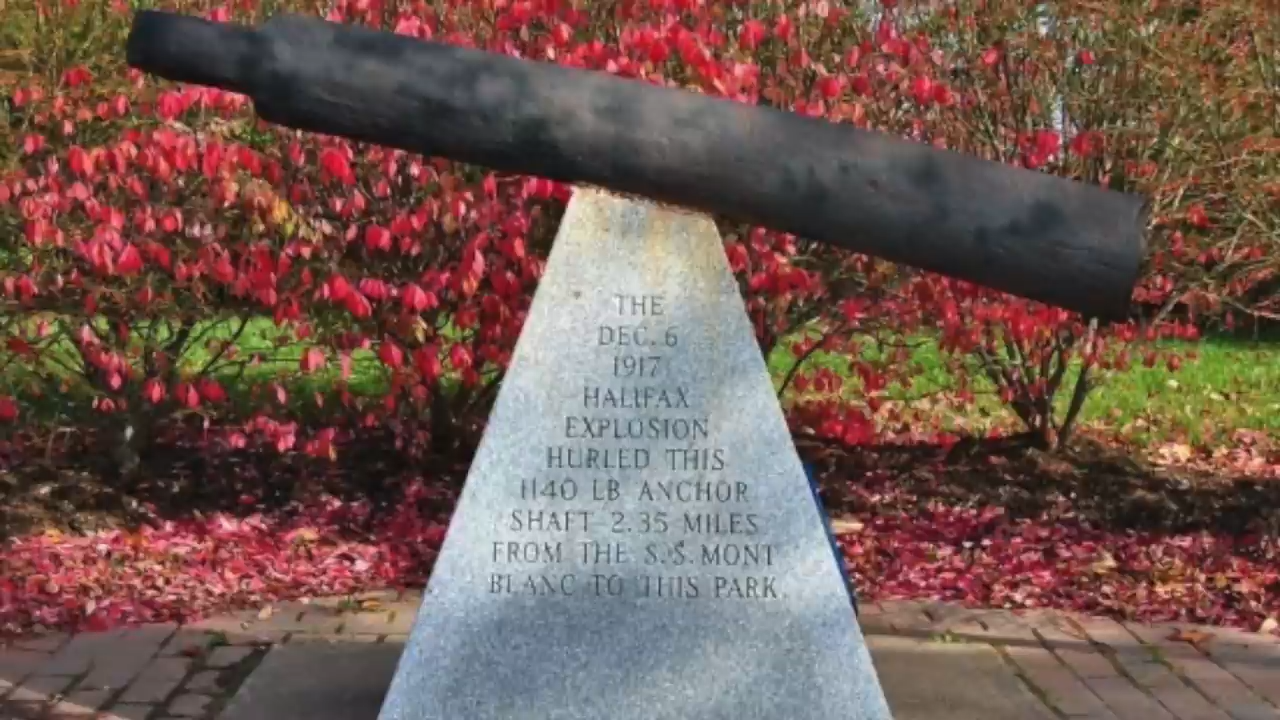 THE
DEC. 6
1917
HALIFAX
EXPLOSION
HURLED THIS
1140 LB ANCHOR
SHAFT 2.35 MILES
FROM THE S.S. MONT
BLANC TO THIS PARK.